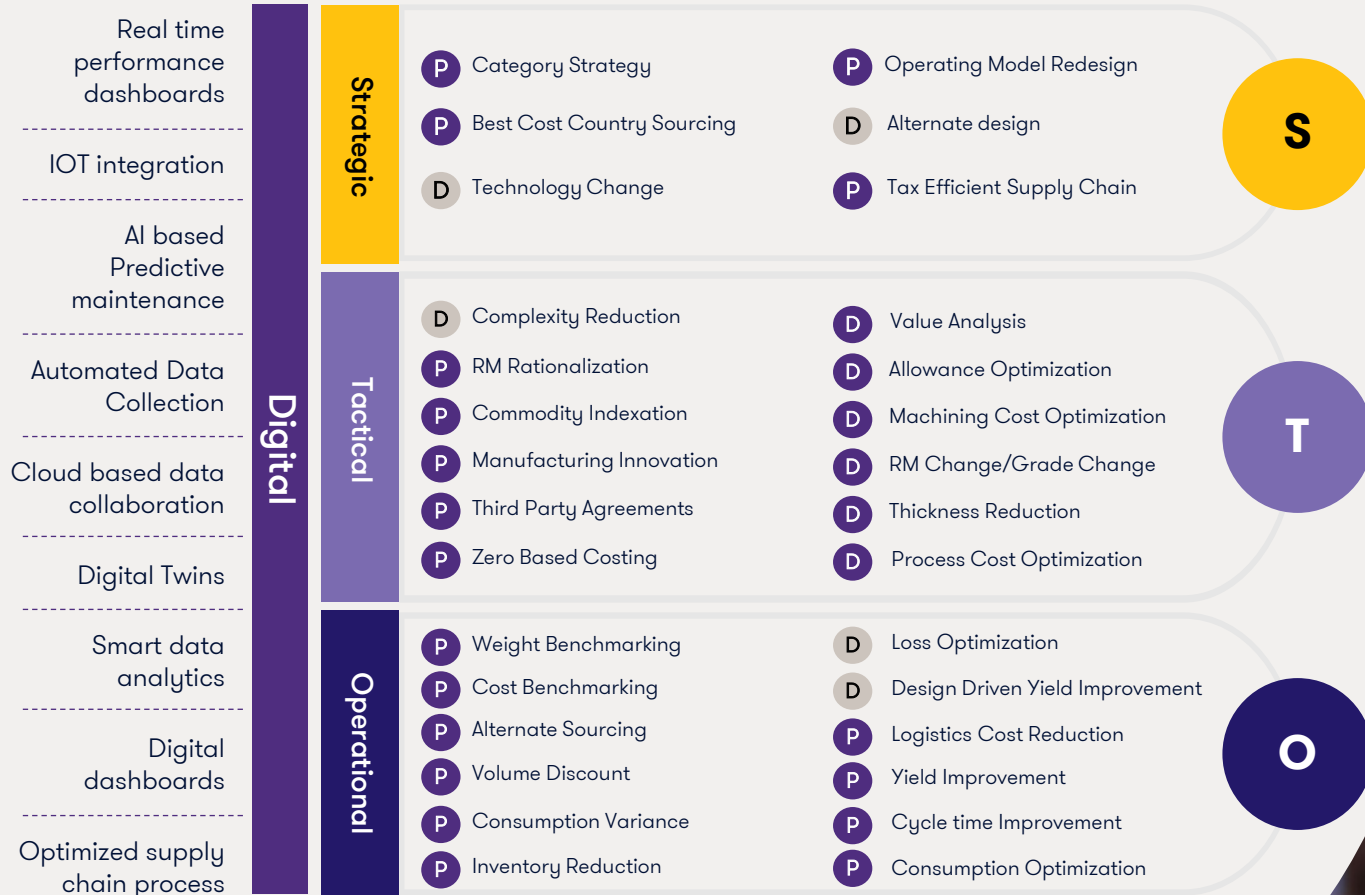 Real time
performance
dashboards
IOT integration
AI based
Predictive
maintenance
Automated Data
Collection
Cloud based data
collaboration
Digital Twins
Smart data
analytics
Digital
dashboards
Optimized supply
chain process
Digital
Strategic
P Category Strategy
P Best Cost Country Sourcing
D Technology Change
P Operating Model Redesign
D Alternate design
P Tax Efficient Supply Chain
S
Tactical
D Complexity Reduction
P RM Rationalization
P Commodity Indexation
P Manufacturing Innovation
P Third Party Agreements
P Zero Based Costing
D Value Analysis
D Allowance Optimization
D Machining Cost Optimization
D RM Change/Grade Change
D Thickness Reduction
D Process Cost Optimization
T
Operational
P Weight Benchmarking
P Cost Benchmarking
P Alternate Sourcing
P Volume Discount
P Consumption Variance
P Inventory Reduction
D Loss Optimization
D Design Driven Yield Improvement
P Logistics Cost Reduction
P Yield Improvement
P Cycle time Improvement
P Consumption Optimization
O